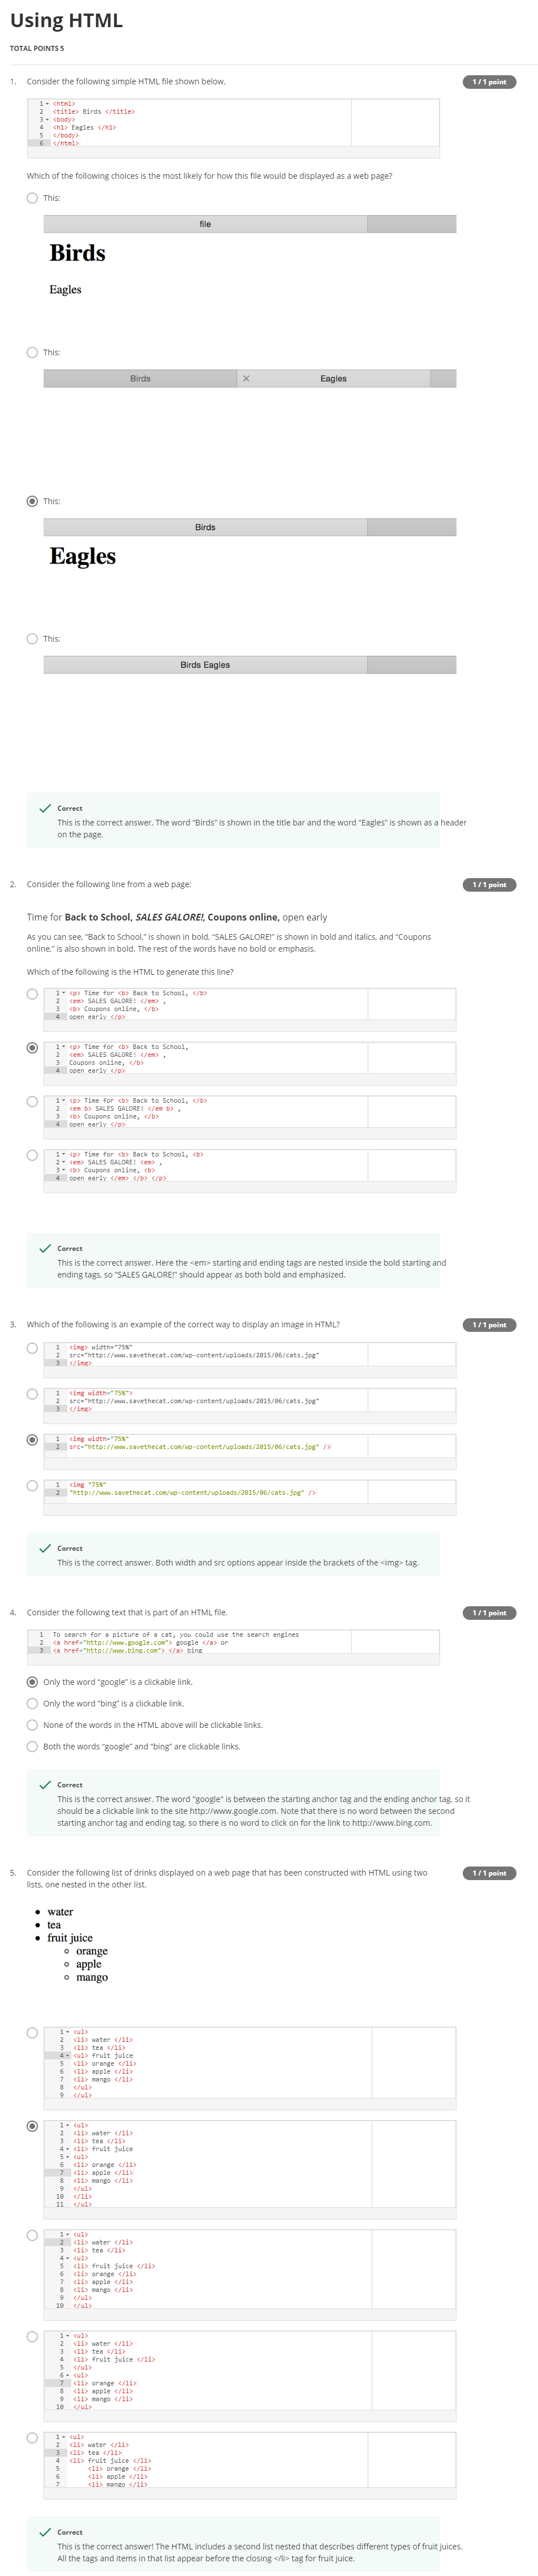 Using HTML
TOTAL POINTS 5
1. Consider the following simple HTML file shown below. 1 / 1 point
1 <html>
2 <title> Birds </title>
3 <body>
4 <h1> Eagles </h1>
5 </body>
6 </html>
Which of the following choices is the most likely for how this file would be displayed as a web page?
This:
file
Birds
Eagles
This:
Birds × Eagles
This:
Birds
Eagles
This:
Birds Eagles
Correct
This is the correct answer. The word “Birds” is shown in the title bar and the word “Eagles” is shown as a header
on the page.
2. Consider the following line from a web page: 1 / 1 point
Time for Back to School, SALES GALORE!, Coupons online, open early
As you can see, “Back to School,” is shown in bold, “SALES GALORE!” is shown in bold and italics, and “Coupons
online,” is also shown in bold. The rest of the words have no bold or emphasis.
Which of the following is the HTML to generate this line?
1 <p> Time for <b> Back to School, </b>
2 <em> SALES GALORE! </em> ,
3 <b> Coupons online, </b>
4 open early </p>
1 <p> Time for <b> Back to School,
2 <em> SALES GALORE! </em> ,
3 Coupons online, </b>
4 open early </p>
1 <p> Time for <b> Back to School, </b>
2 <em b> SALES GALORE! </em b> ,
3 <b> Coupons online, </b>
4 open early </p>
1 <p> Time for <b> Back to School, <b>
2 <em> SALES GALORE! <em> ,
3 <b> Coupons online, <b>
4 open early </em> </b> </p>
Correct
This is the correct answer. Here the <em> starting and ending tags are nested inside the bold starting and
ending tags, so “SALES GALORE!” should appear as both bold and emphasized.
3. Which of the following is an example of the correct way to display an image in HTML? 1 / 1 point
1 <img> width="75%"
2 src="http://www.savethecat.com/wp-content/uploads/2015/06/cats.jpg"
3 </img>
1 <img width="75%">
2 src="http://www.savethecat.com/wp-content/uploads/2015/06/cats.jpg"
3 </img>
1 <img width="75%"
2 src="http://www.savethecat.com/wp-content/uploads/2015/06/cats.jpg" />
1 <img "75%"
2 "http://www.savethecat.com/wp-content/uploads/2015/06/cats.jpg" />
Correct
This is the correct answer. Both width and src options appear inside the brackets of the <img> tag.
4. Consider the following text that is part of an HTML file. 1 / 1 point
1 To search for a picture of a cat, you could use the search engines
2 <a href="http://www.google.com"> google </a> or
3 <a href="http://www.bing.com"> </a> bing
Only the word “google” is a clickable link.
Only the word “bing” is a clickable link.
None of the words in the HTML above will be clickable links.
Both the words “google” and “bing” are clickable links.
Correct
This is the correct answer. The word "google" is between the starting anchor tag and the ending anchor tag, so it
should be a clickable link to the site http://www.google.com. Note that there is no word between the second
starting anchor tag and ending tag, so there is no word to click on for the link to http://www.bing.com.
5. Consider the following list of drinks displayed on a web page that has been constructed with HTML using two 1 / 1 point
lists, one nested in the other list.
• water
• tea
• fruit juice
o orange
o apple
o mango
1 <ul>
2 <li> water </li>
3 <li> tea </li>
4 <ul> fruit juice
5 <li> orange </li>
6 <li> apple </li>
7 <li> mango </li>
8 </ul>
9 </ul>
1 <ul>
2 <li> water </li>
3 <li> tea </li>
4 <li> fruit juice
5 <ul>
6 <li> orange </li>
7 <li> apple </li>
8 <li> mango </li>
9 </ul>
10 </li>
11 </ul>
1 <ul>
2 <li> water </li>
3 <li> tea </li>
4 <ul>
5 <li> fruit juice </li>
6 <li> orange </li>
7 <li> apple </li>
8 <li> mango </li>
9 </ul>
10 </ul>
1 <ul>
2 <li> water </li>
3 <li> tea </li>
4 <li> fruit juice </li>
5 </ul>
6 <ul>
7 <li> orange </li>
8 <li> apple </li>
9 <li> mango </li>
10 </ul>
1 <ul>
2 <li> water </li>
3 <li> tea </li>
4 <li> fruit juice </li>
5 <li> orange </li>
6 <li> apple </li>
7 <li> mango </li>
Correct
This is the correct answer! The HTML includes a second list nested that describes different types of fruit juices.
All the tags and items in that list appear before the closing </li> tag for fruit juice.